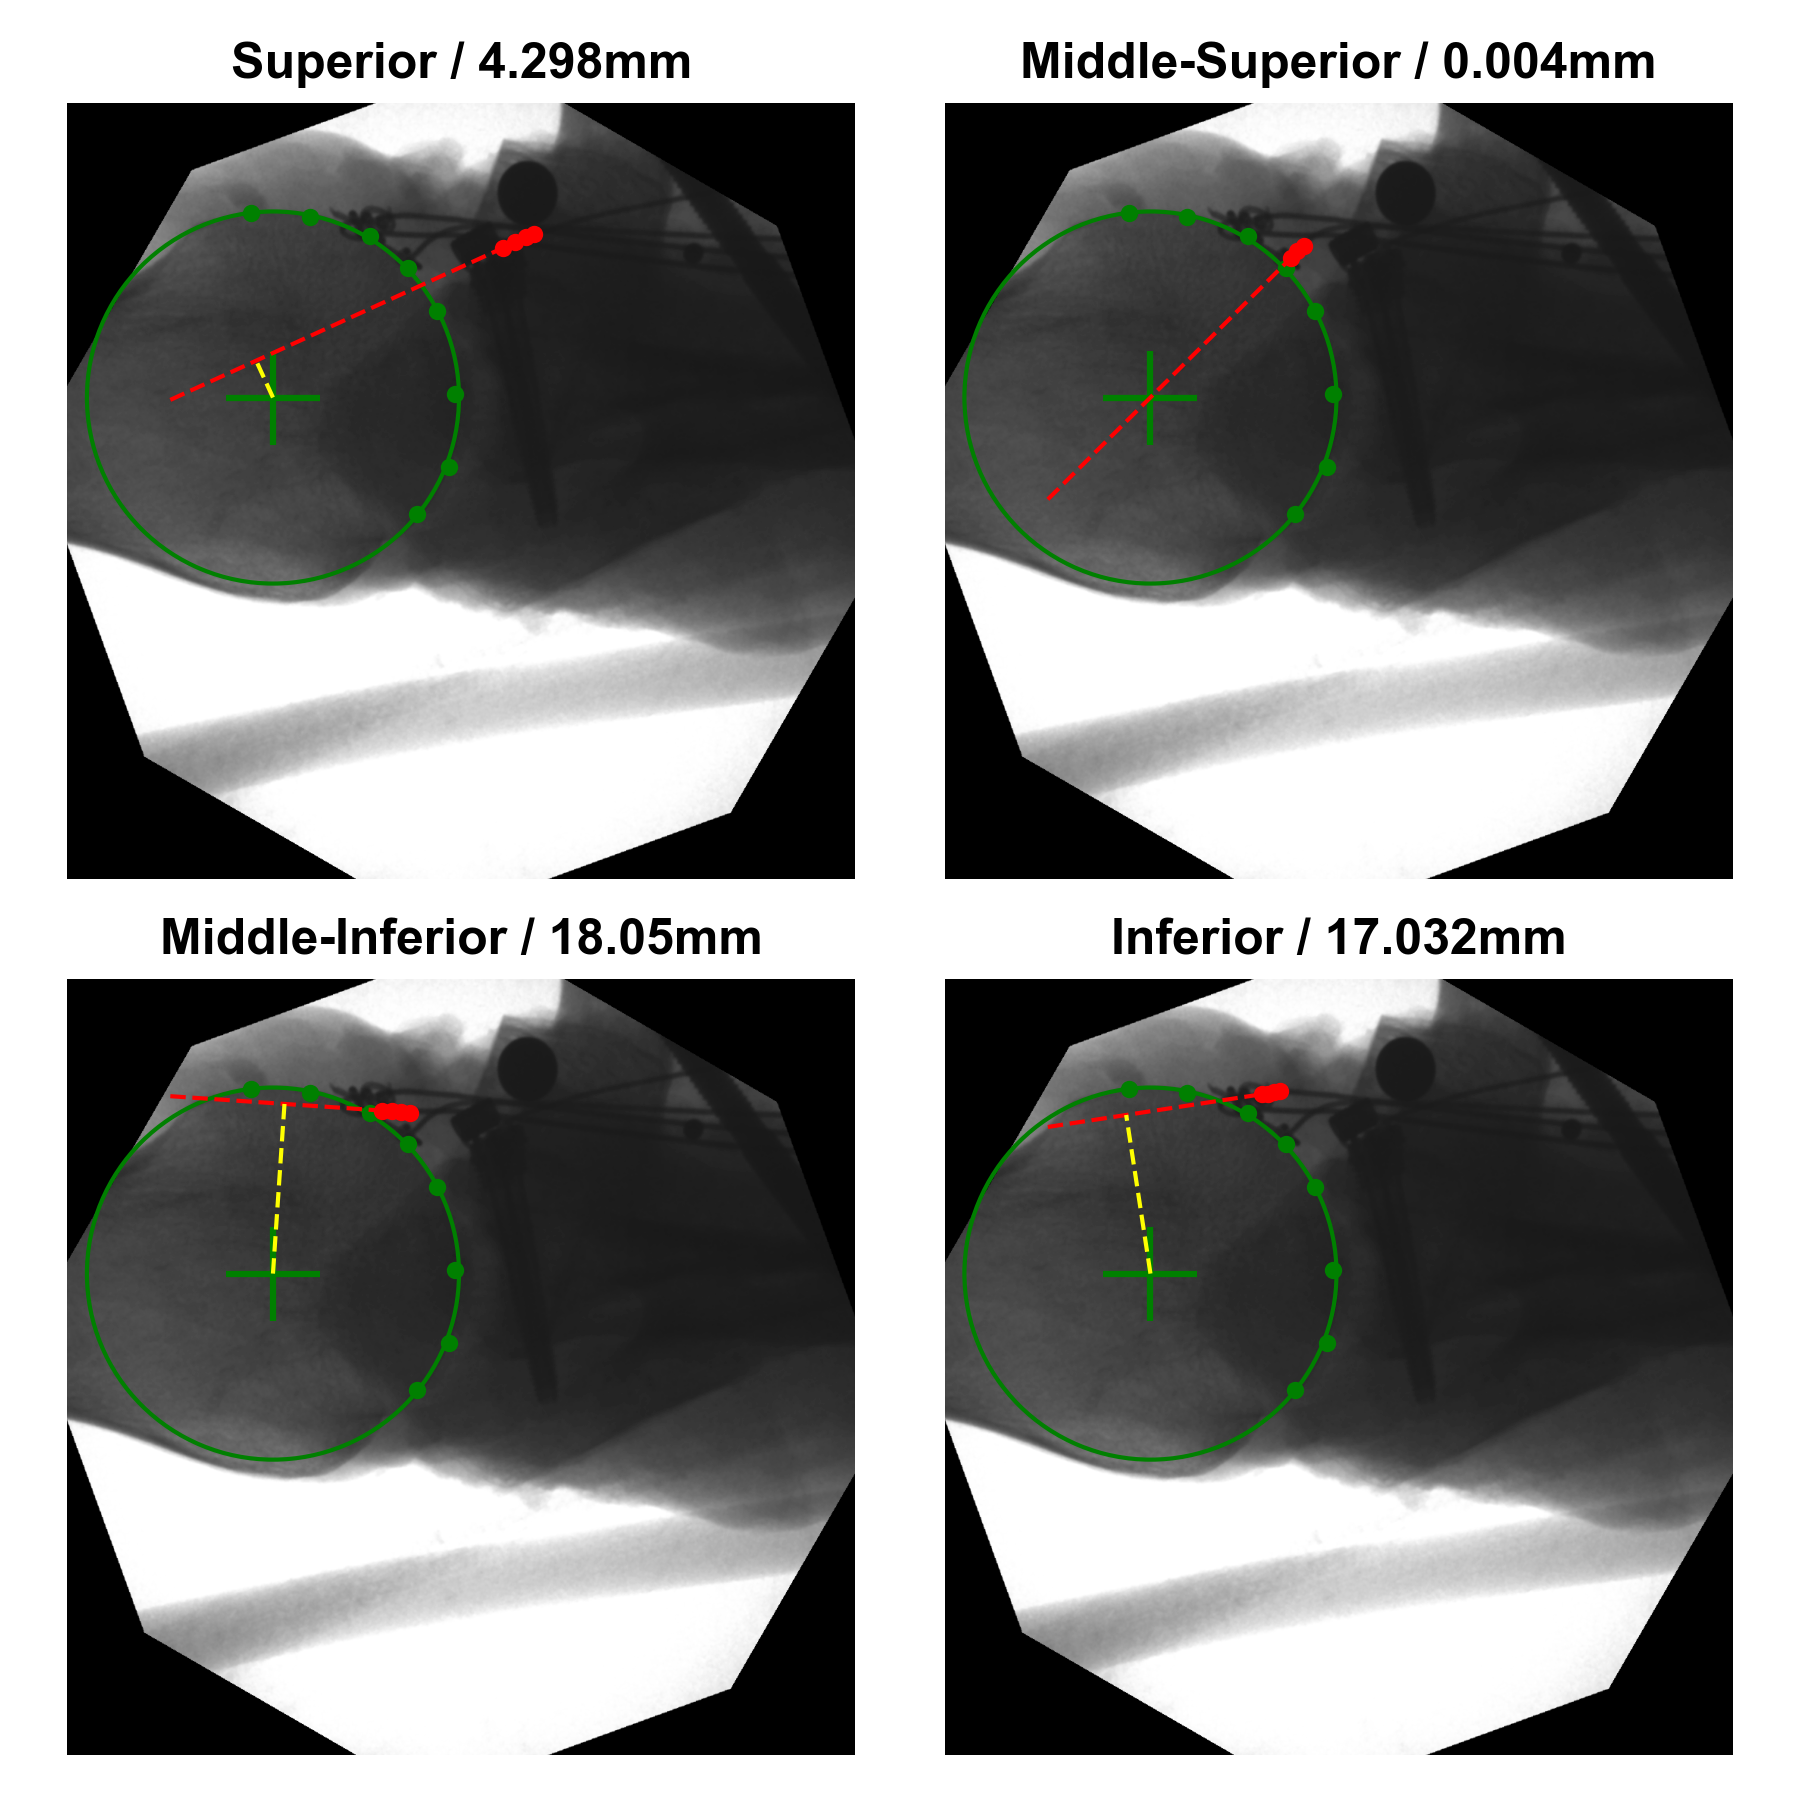 Superior / 4.298mm
Middle-Superior / 0.004mm
Middle-Inferior / 18.05mm
Inferior / 17.032mm